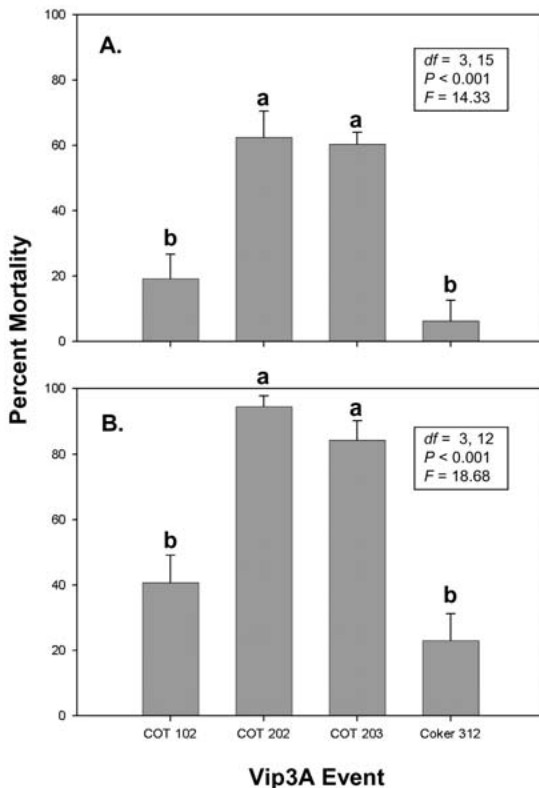 100
A.
df = 3, 15
P < 0.001
F = 14.33
80
a
a
60
40
b
20
b
0
Percent Mortality
100
a
B.
a
df = 3, 12
P < 0.001
F = 18.68
80
60
b
40
b
20
0
COT 102 COT 202 COT 203 Coker 312
Vip3A Event